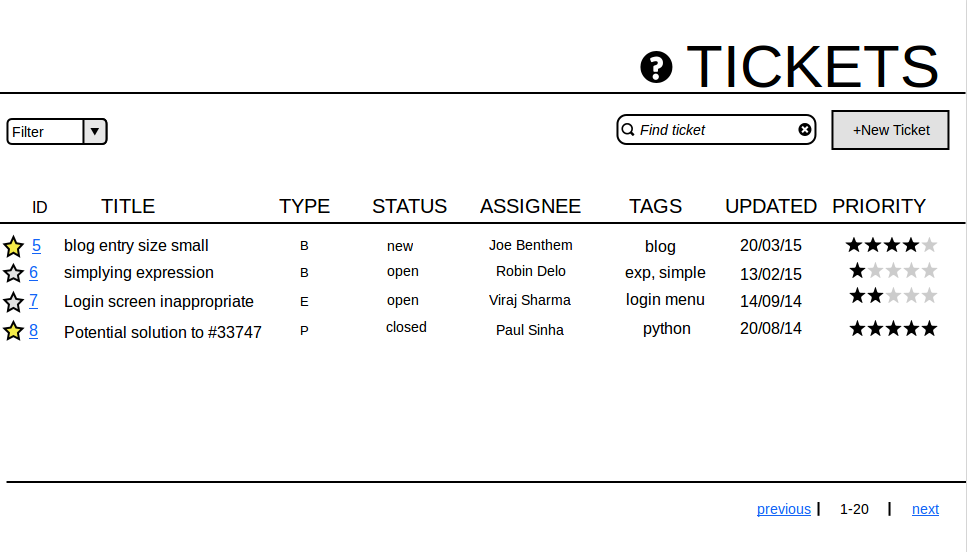 ? TICKETS
Filter Find ticket +New Ticket
ID TITLE TYPE STATUS ASSIGNEE TAGS UPDATED PRIORITY
5 blog entry size small B new Joe Benthem blog 20/03/15
6 simplying expression B open Robin Delo exp, simple 13/02/15
7 Login screen inappropriate E open Viraj Sharma login menu 14/09/14
8 Potential solution to #33747 P closed Paul Sinha python 20/08/14
previous | 1-20 | next